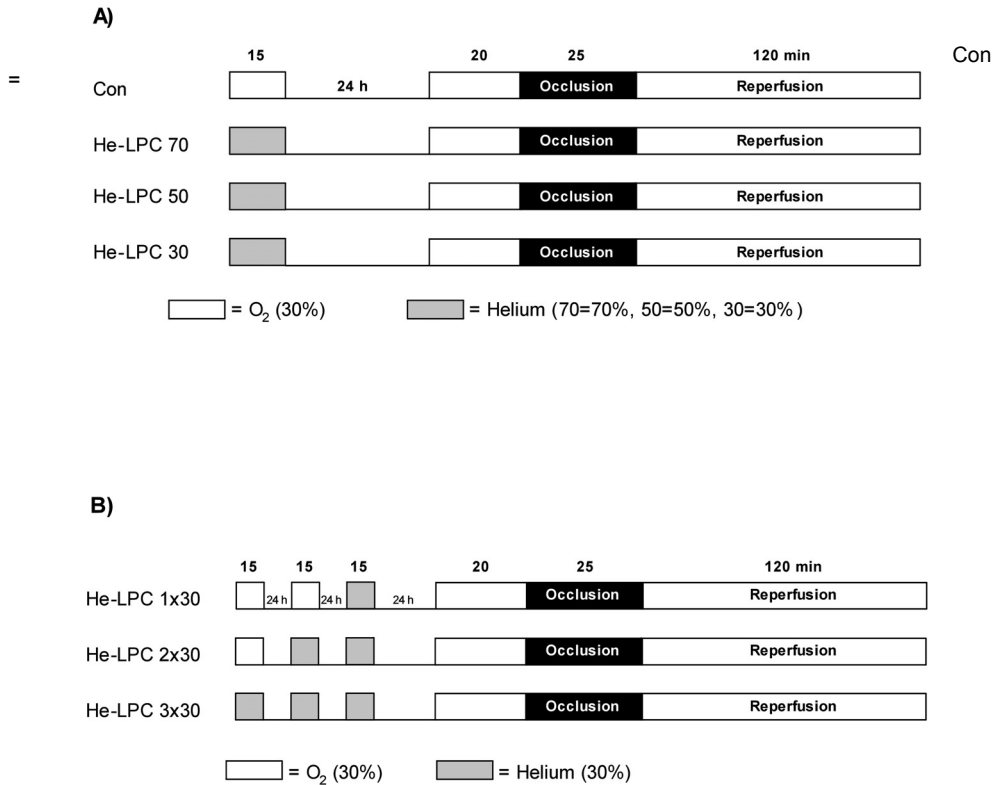 A)
15 20 25 120 min Con
=
Con 24 h Occlusion Reperfusion
He-LPC 70 Occlusion Reperfusion
He-LPC 50 Occlusion Reperfusion
He-LPC 30 Occlusion Reperfusion
= O2 (30%) = Helium (70=70%, 50=50%, 30=30%)
B)
15 15 15 20 25 120 min
He-LPC 1x30 24 h 24 h 24 h Occlusion Reperfusion
He-LPC 2x30 Occlusion Reperfusion
He-LPC 3x30 Occlusion Reperfusion
= O2 (30%) = Helium (30%)